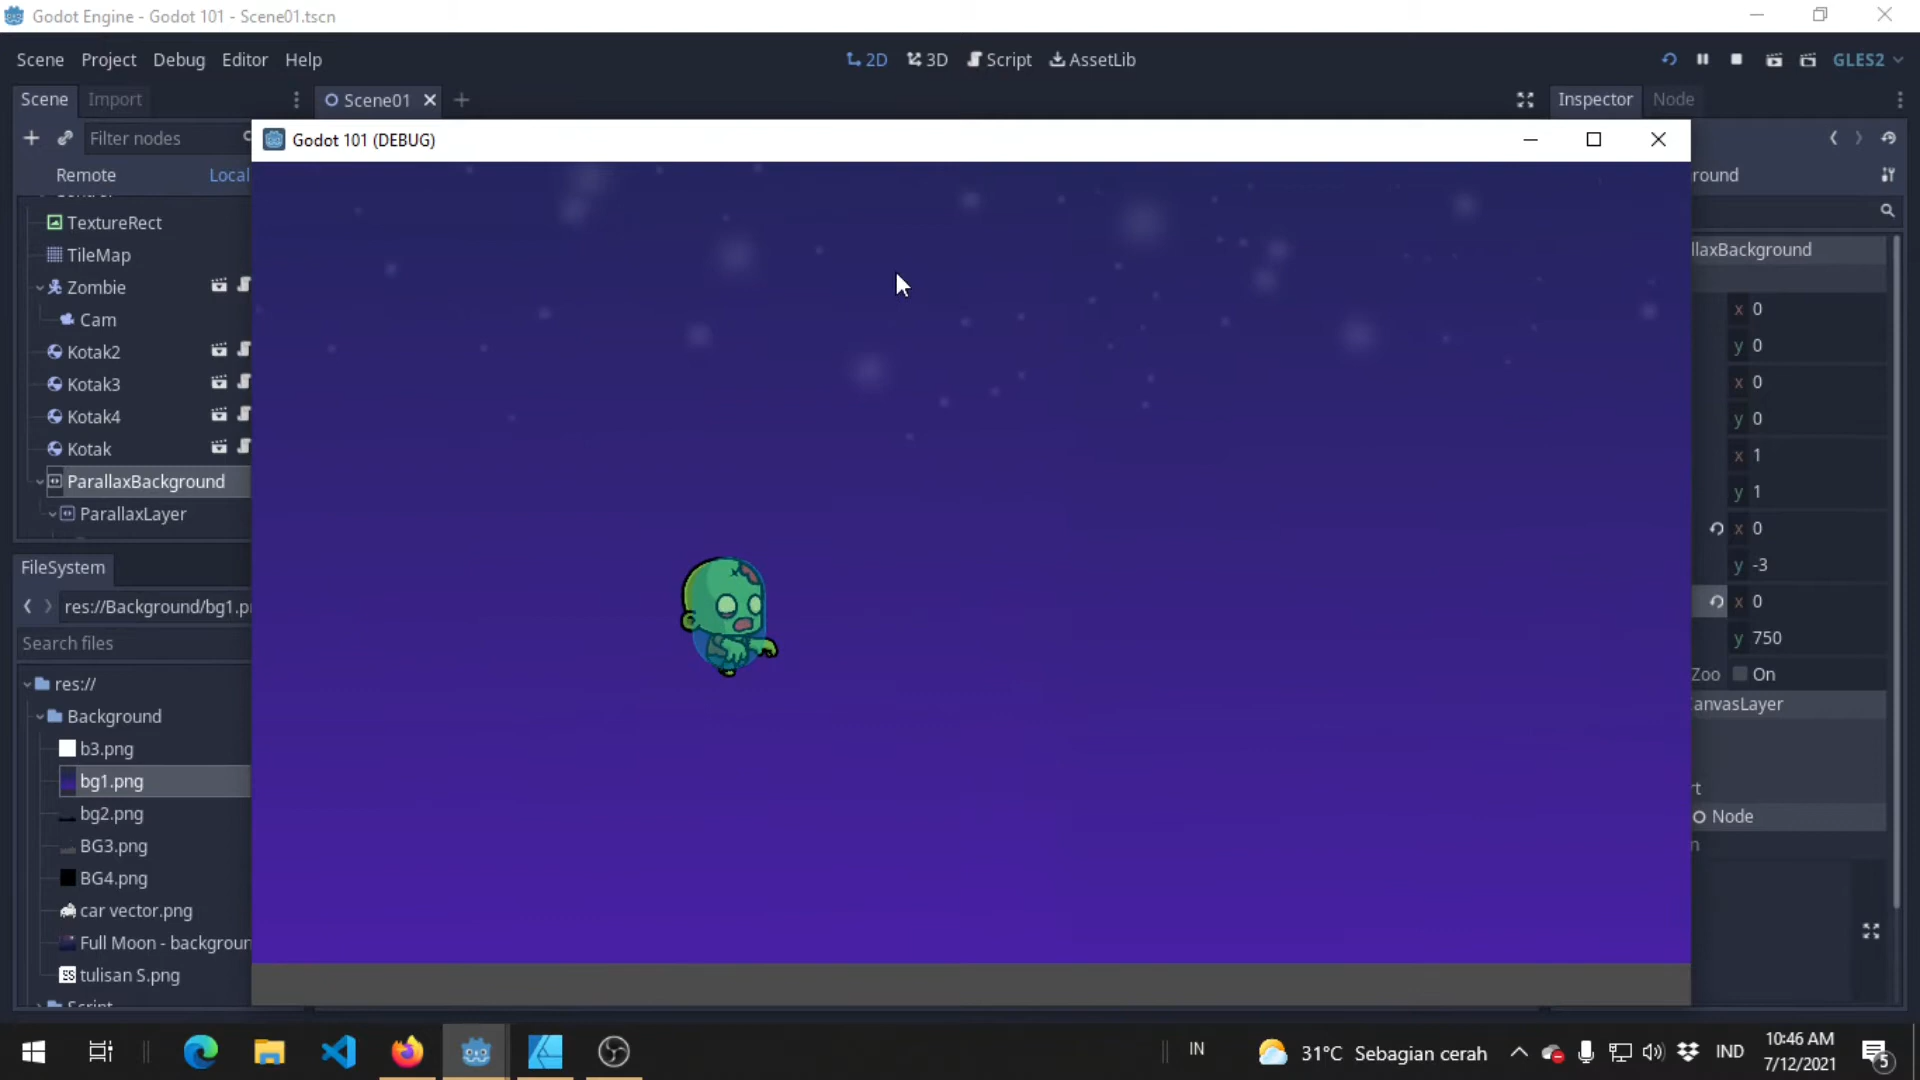 Godot Engine - Godot 101 - Scene01.tscn
Scene Project Debug Editor Help
2D 3D Script AssetLib
GLES2
Scene Import
Scene01
Inspector Node
Filter nodes
Godot 101 (DEBUG)
Remote Local
round
TextureRect
TileMap
Zombie
Cam
Kotak2
Kotak3
Kotak4
Kotak
ParallaxBackground
ParallaxLayer
llaxBackground
x 0
y 0
x 0
y 0
x 1
y 1
x 0
y -3
x 0
y 750
Zoo On
anvasLayer
rt
Node
n
FileSystem
res://Background/bg1.p
Search files
res://
Background
b3.png
bg1.png
bg2.png
BG3.png
BG4.png
car vector.png
Full Moon - backgroun
tulisan S.png
Script
IN
31°C Sebagian cerah
IND
10:46 AM
7/12/2021
5